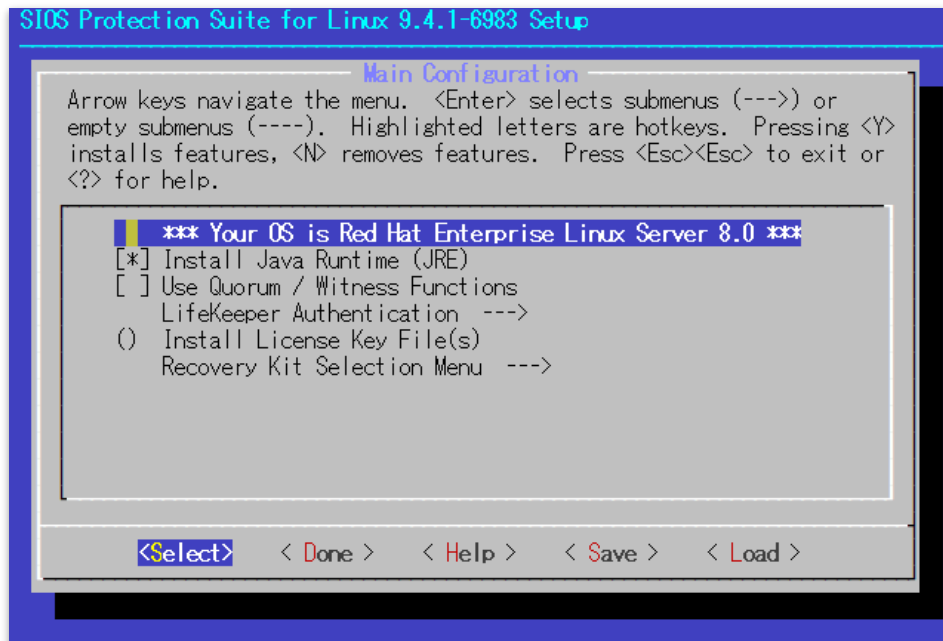 SIOS Protection Suite for Linux 9.4.1-6983 Setup
Main Configuration
Arrow keys navigate the menu.  <Enter> selects submenus (--->) or
empty submenus (----).  Highlighted letters are hotkeys.  Pressing <Y>
installs features, <N> removes features.  Press <Esc><Esc> to exit or
<?> for help.
*** Your OS is Red Hat Enterprise Linux Server 8.0 ***
[*] Install Java Runtime (JRE)
[ ] Use Quorum / Witness Functions
LifeKeeper Authentication  --->
()  Install License Key File(s)
Recovery Kit Selection Menu  --->
<Select>    < Done >    < Help >    < Save >    < Load >